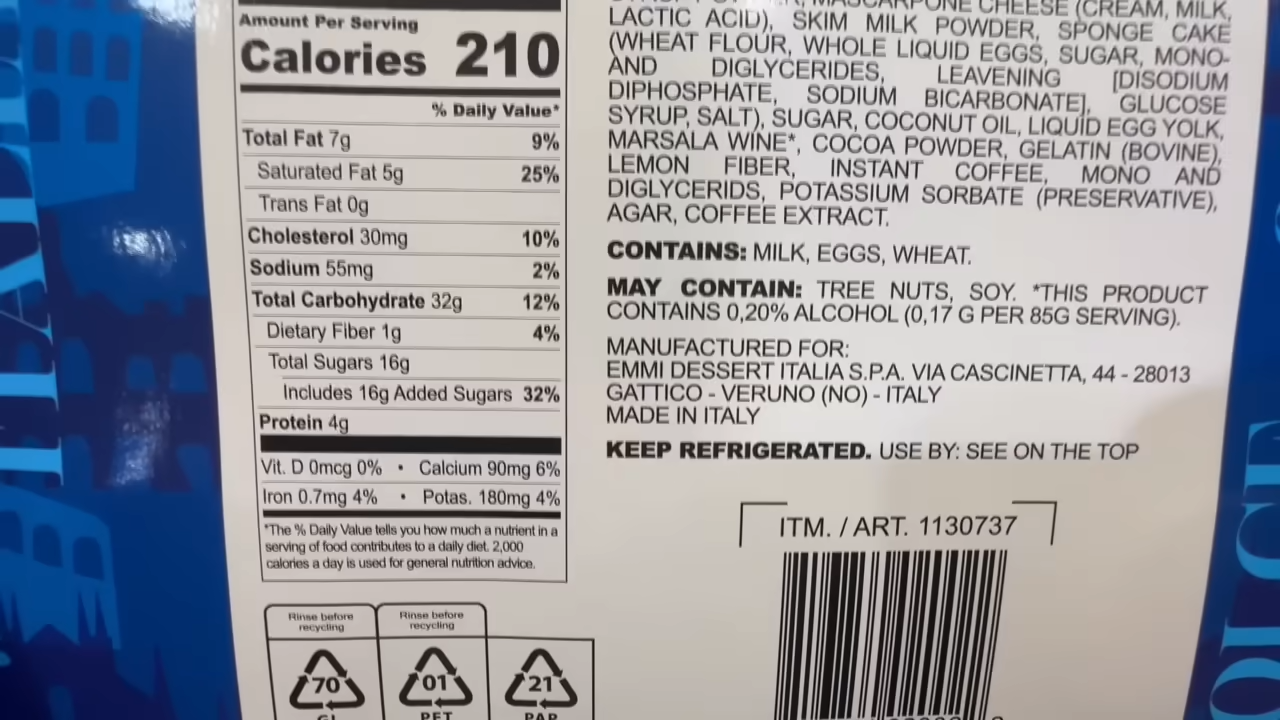 Amount Per Serving
Calories 210
% Daily Value*
Total Fat 7g 9%
Saturated Fat 5g 25%
Trans Fat 0g
Cholesterol 30mg 10%
Sodium 55mg 2%
Total Carbohydrate 32g 12%
Dietary Fiber 1g 4%
Total Sugars 16g
Includes 16g Added Sugars 32%
Protein 4g
Vit. D 0mcg 0% • Calcium 90mg 6%
Iron 0.7mg 4% • Potas. 180mg 4%
*The % Daily Value tells you how much a nutrient in a
serving of food contributes to a daily diet. 2,000
calories a day is used for general nutrition advice.
Rinse before
recycling
Rinse before
recycling
70
01
21
GL
PET
PAP
MASCARPONE CHEESE (CREAM, MILK,
LACTIC ACID), SKIM MILK POWDER, SPONGE CAKE
(WHEAT FLOUR, WHOLE LIQUID EGGS, SUGAR, MONO-
AND DIGLYCERIDES, LEAVENING [DISODIUM
DIPHOSPHATE, SODIUM BICARBONATE], GLUCOSE
SYRUP, SALT), SUGAR, COCONUT OIL, LIQUID EGG YOLK,
MARSALA WINE*, COCOA POWDER, GELATIN (BOVINE),
LEMON FIBER, INSTANT COFFEE, MONO AND
DIGLYCERIDS, POTASSIUM SORBATE (PRESERVATIVE),
AGAR, COFFEE EXTRACT.
CONTAINS: MILK, EGGS, WHEAT.
MAY CONTAIN: TREE NUTS, SOY. *THIS PRODUCT
CONTAINS 0,20% ALCOHOL (0,17 G PER 85G SERVING).
MANUFACTURED FOR:
EMMI DESSERT ITALIA S.P.A. VIA CASCINETTA, 44 - 28013
GATTICO - VERUNO (NO) - ITALY
MADE IN ITALY
KEEP REFRIGERATED. USE BY: SEE ON THE TOP
ITM. / ART. 1130737